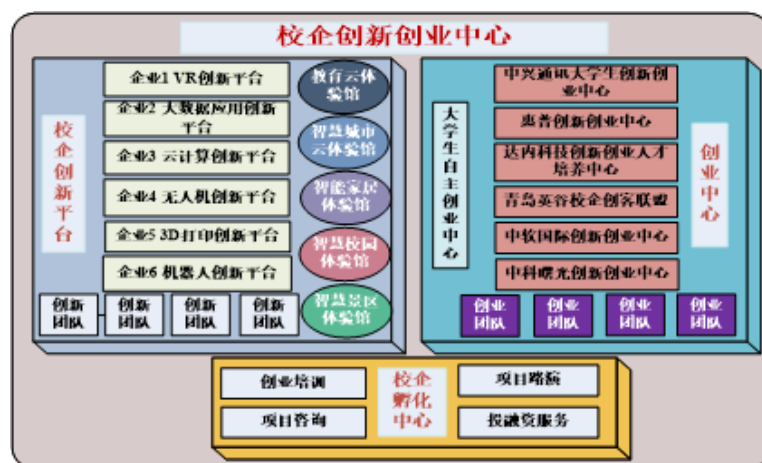 校企创新创业中心
校企创新平台
企业1 VR创新平台
企业2 大数据应用创新
平台
企业3 云计算创新平台
企业4 无人机创新平台
企业5 3D打印创新平台
企业6 机器人创新平台
教育云体
验馆
智慧城市
云体验馆
智能家居
体验馆
智慧校园
体验馆
智慧景区
体验馆
创新
团队
创新
团队
创新
团队
创新
团队
大学生自主创业中心
中兴通讯大学生创新创
业中心
惠普创新创业中心
达内科技创新创业人才
培养中心
青岛英谷校企创客联盟
中软国际创新创业中心
中科曙光创新创业中心
创业中心
创业
团队
创业
团队
创业
团队
创业
团队
创业培训
项目咨询
校企
孵化
中心
项目路演
投融资服务